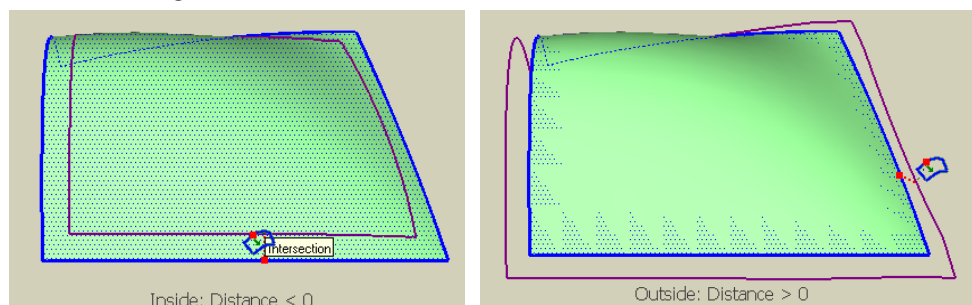 Intersection
Inside: Distance < 0
Outside: Distance > 0